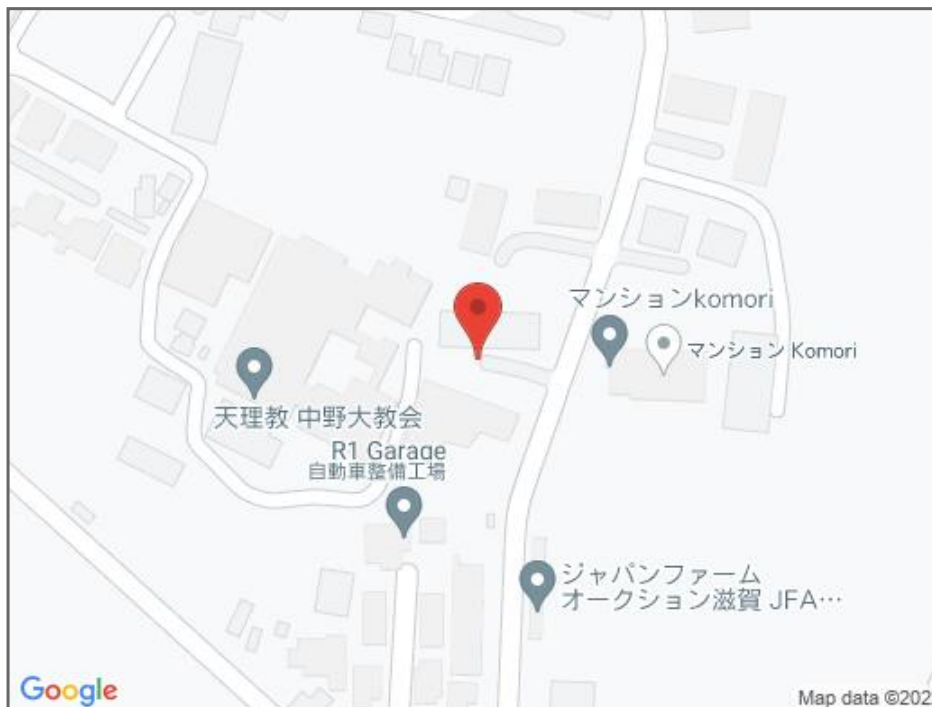 マンションkomori
マンション Komori
天理教 中野大教会
R1 Garage
自動車整備工場
ジャパンファーム
オークション滋賀 JFA…
Google
Map data ©202